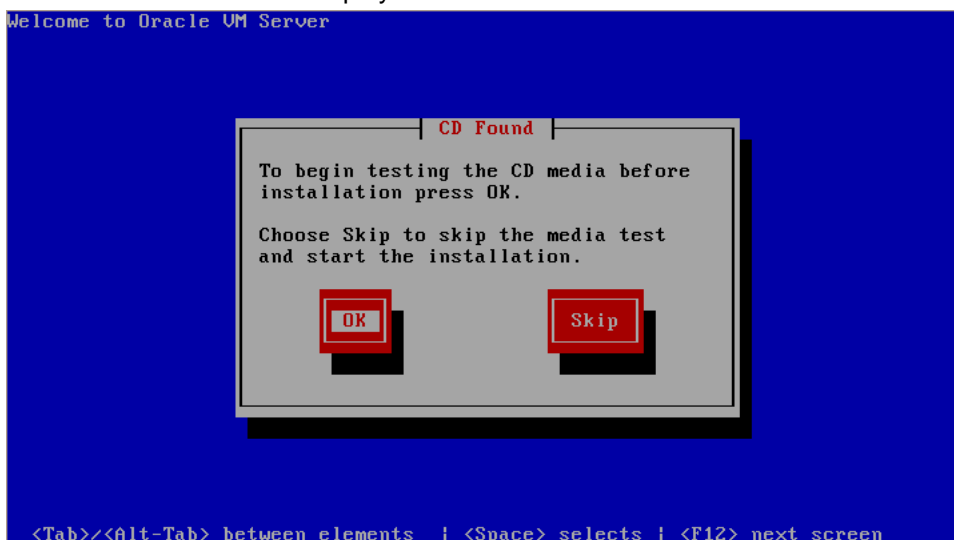 Welcome to Oracle VM Server
CD Found
To begin testing the CD media before
installation press OK.
Choose Skip to skip the media test
and start the installation.
OK Skip
<Tab>/<Alt-Tab> between elements | <Space> selects | <F12> next screen